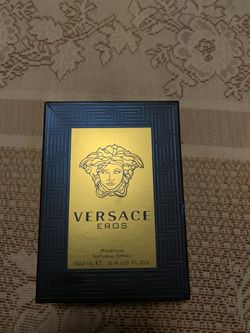 VERSACE
EROS
PARFUM
NATURAL SPRAY
100 ml℮ - 3.4 US FL.OZ.